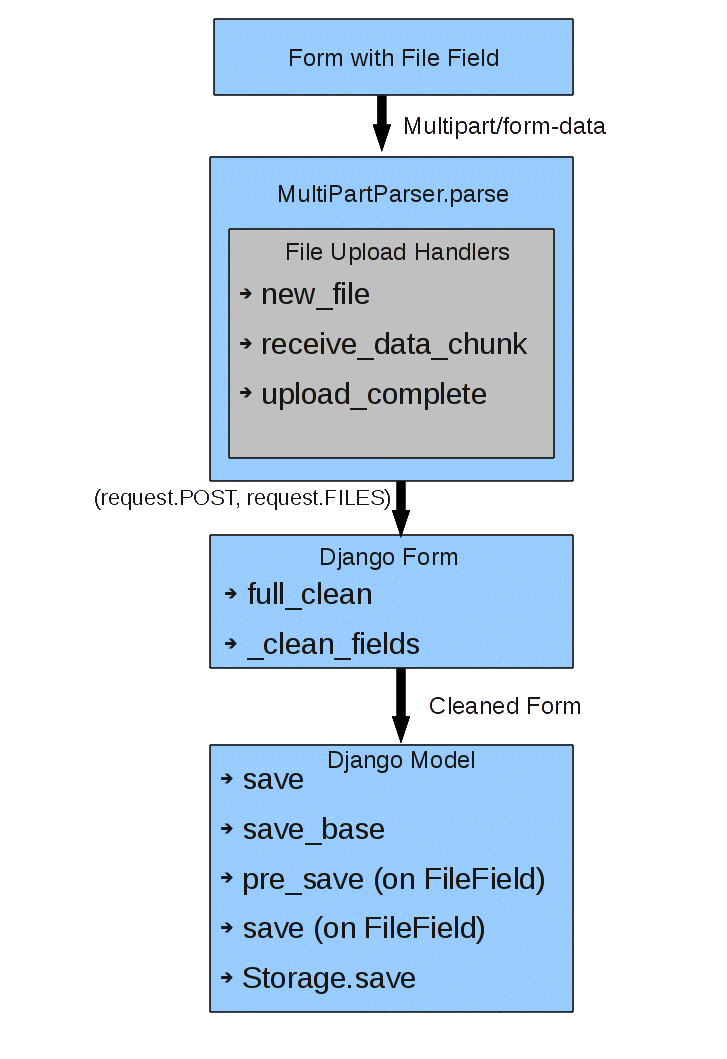 Form with File Field
Multipart/form-data
MultiPartParser.parse
File Upload Handlers
new_file
receive_data_chunk
upload_complete
(request.POST, request.FILES)
Django Form
full_clean
_clean_fields
Cleaned Form
Django Model
save
save_base
pre_save (on FileField)
save (on FileField)
Storage.save